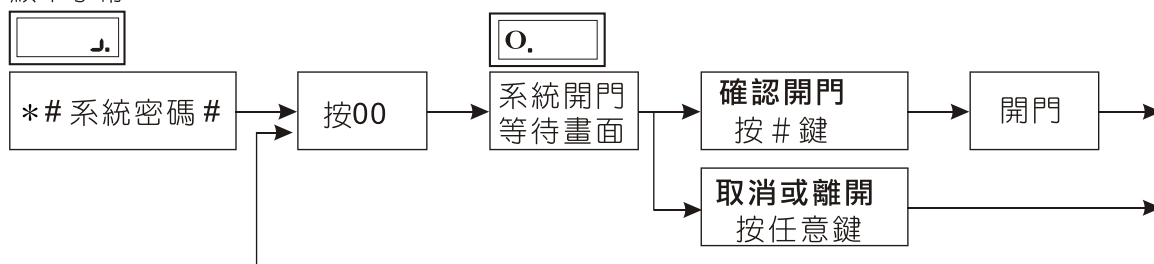 *#系統密碼#
按00
O.
系統開門
等待畫面
確認開門
按#鍵
開門
取消或離開
按任意鍵